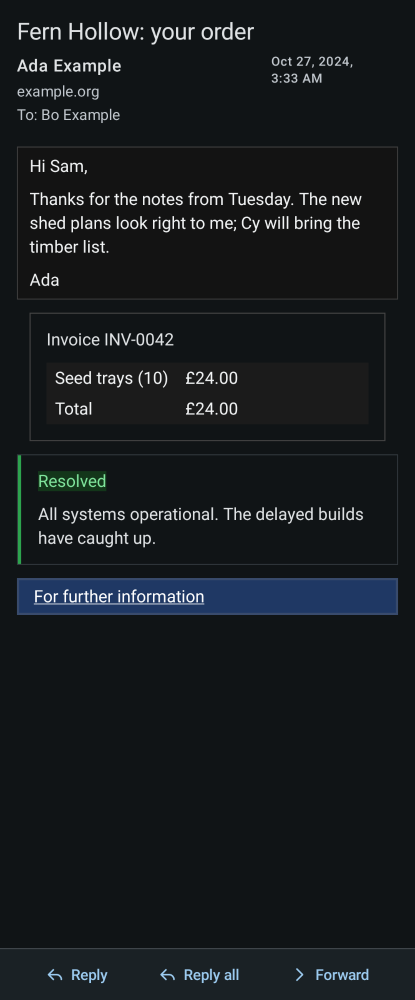 Fern Hollow: your order
Ada Example
Oct 27, 2024,
3:33 AM
example.org
To: Bo Example
Hi Sam,
Thanks for the notes from Tuesday. The new
shed plans look right to me; Cy will bring the
timber list.
Ada
Invoice INV-0042
Seed trays (10) £24.00
Total £24.00
Resolved
All systems operational. The delayed builds
have caught up.
For further information
Reply Reply all Forward